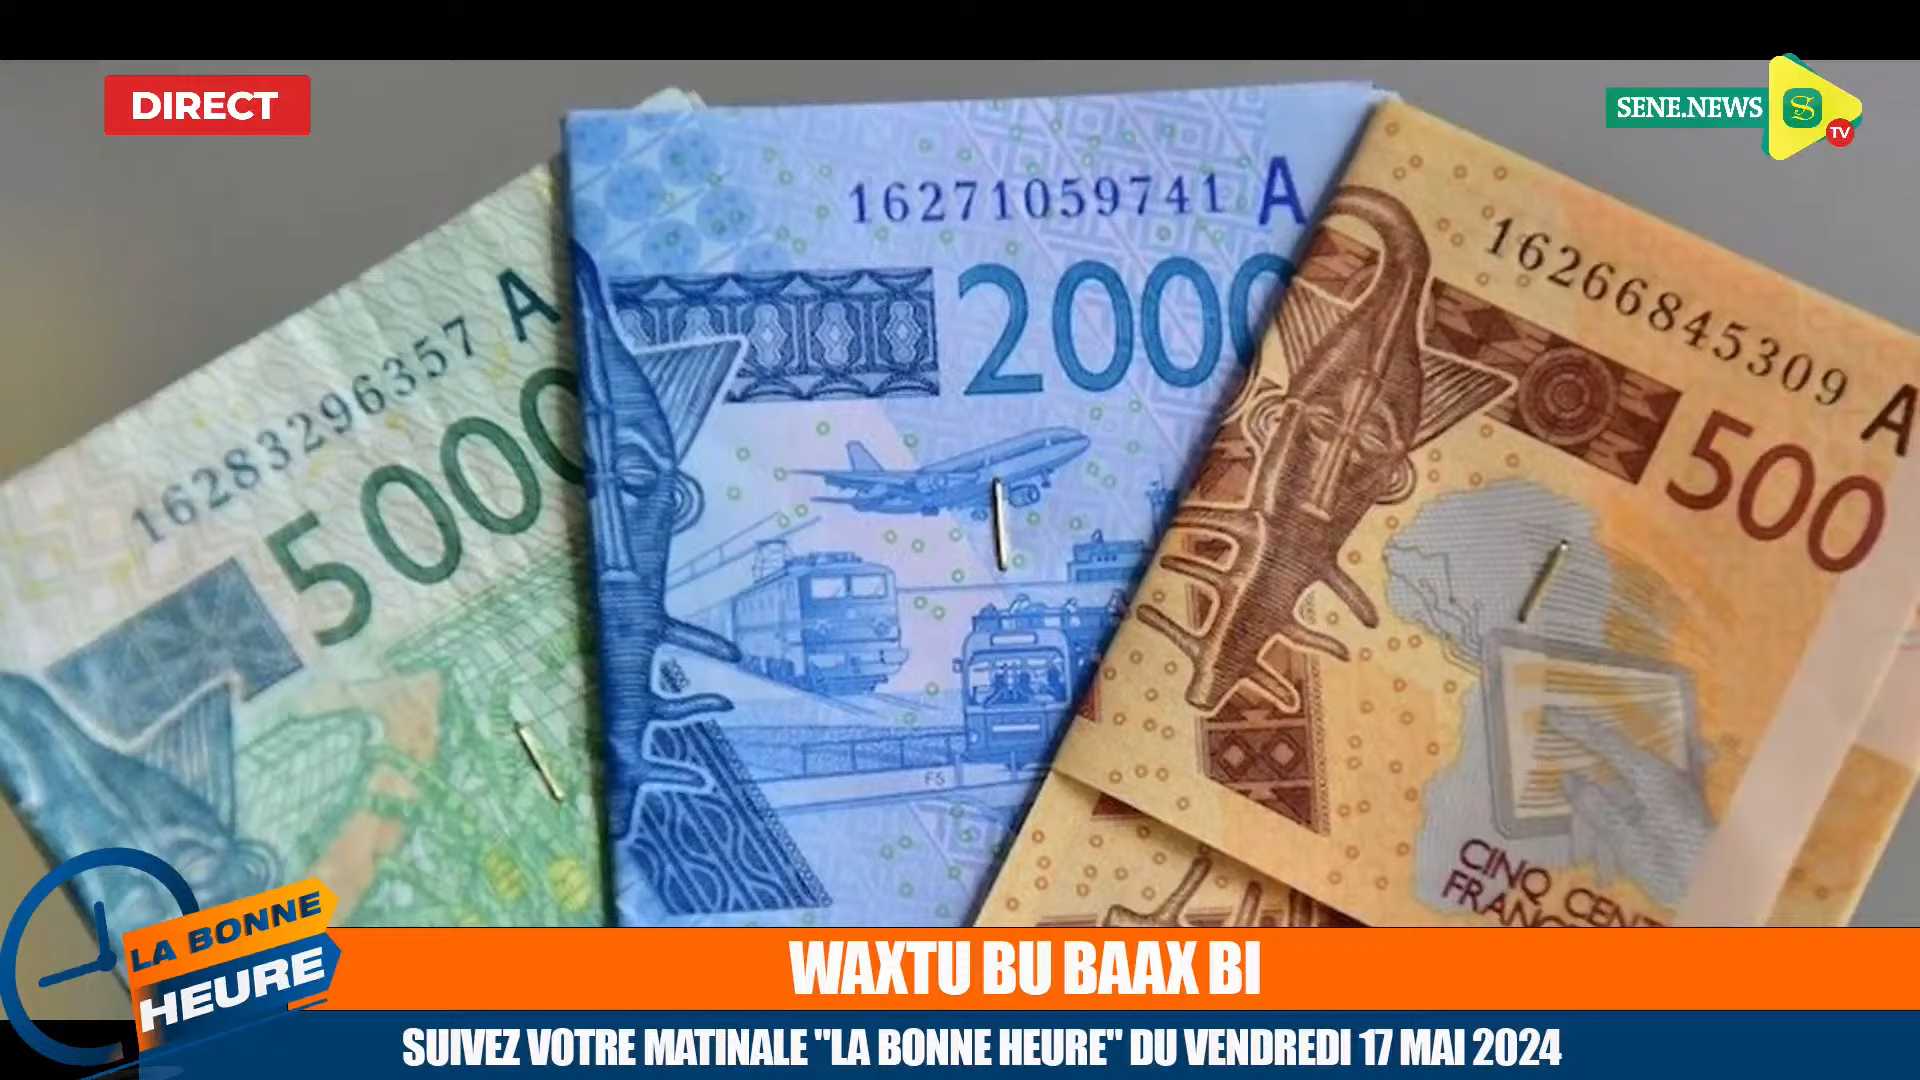 DIRECT
SENE.NEWS
S
TV
16271059741 A
2000
16266845309 A
500
16283296357 A
5000
FS
CINQ CENT
LA BONNE
HEURE
WAXTU BU BAAX BI
SUIVEZ VOTRE MATINALE "LA BONNE HEURE" DU VENDREDI 17 MAI 2024